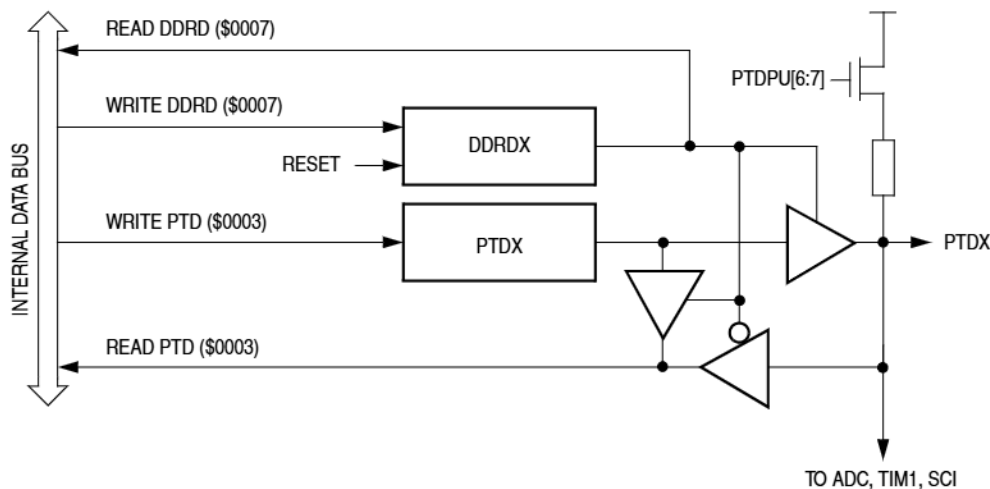 READ DDRD ($0007)
PTDPU[6:7]
WRITE DDRD ($0007)
DDRDX
RESET
INTERNAL DATA BUS
WRITE PTD ($0003)
PTDX
PTDX
READ PTD ($0003)
TO ADC, TIM1, SCI